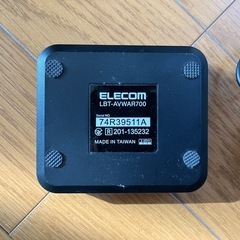 ELECOM
LBT-AVWAR700
Serial NO.
74R39511A
R 201-135232
MADE IN TAIWAN